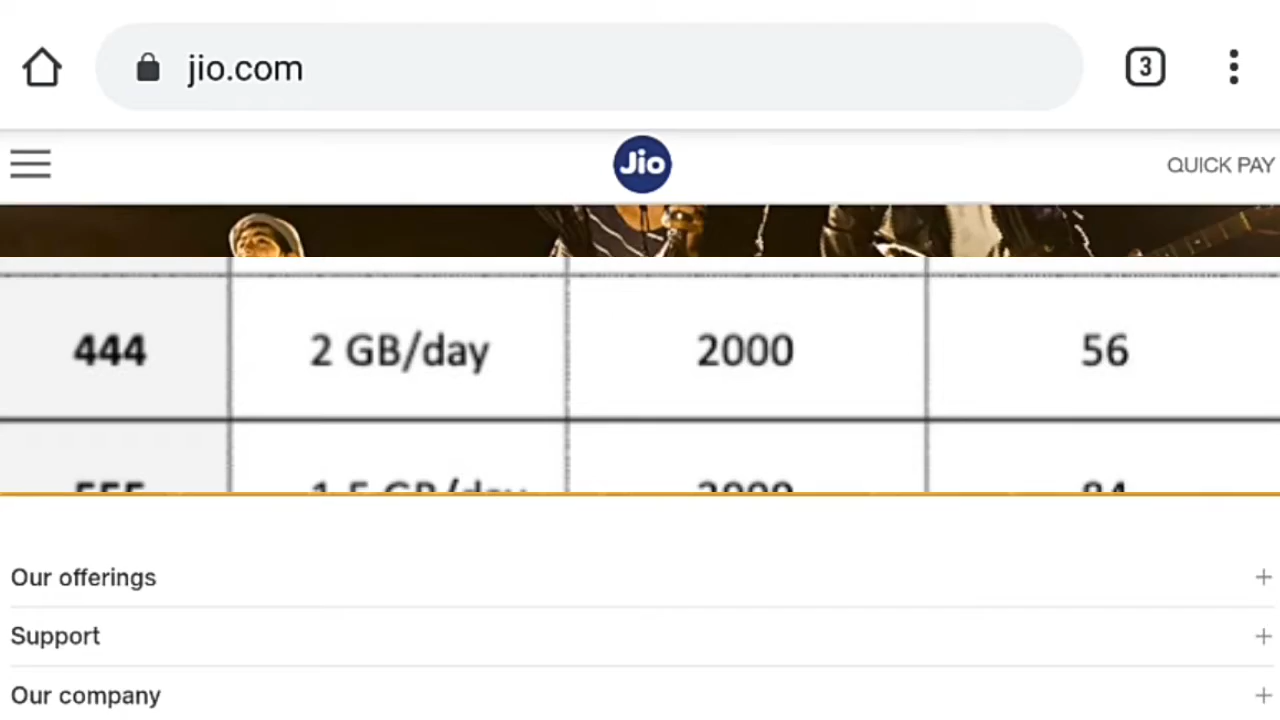 jio.com
3
Jio
QUICK PAY
444 2 GB/day 2000 56
Our offerings
Support
Our company